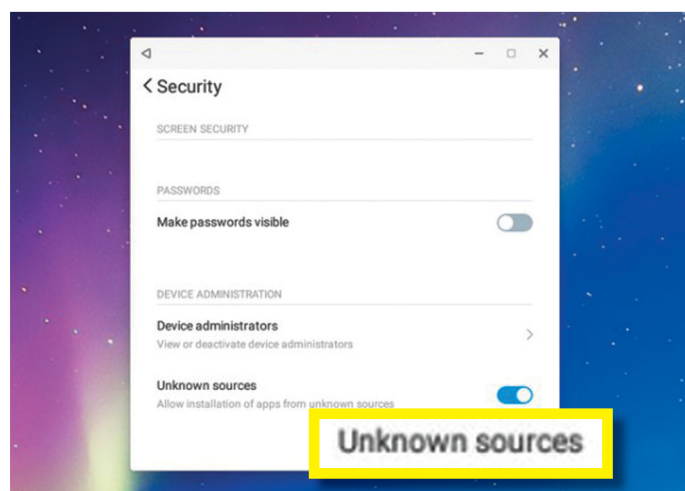 Security
SCREEN SECURITY
PASSWORDS
Make passwords visible
DEVICE ADMINISTRATION
Device administrators
View or deactivate device administrators
Unknown sources
Allow installation of apps from unknown sources
Unknown sources